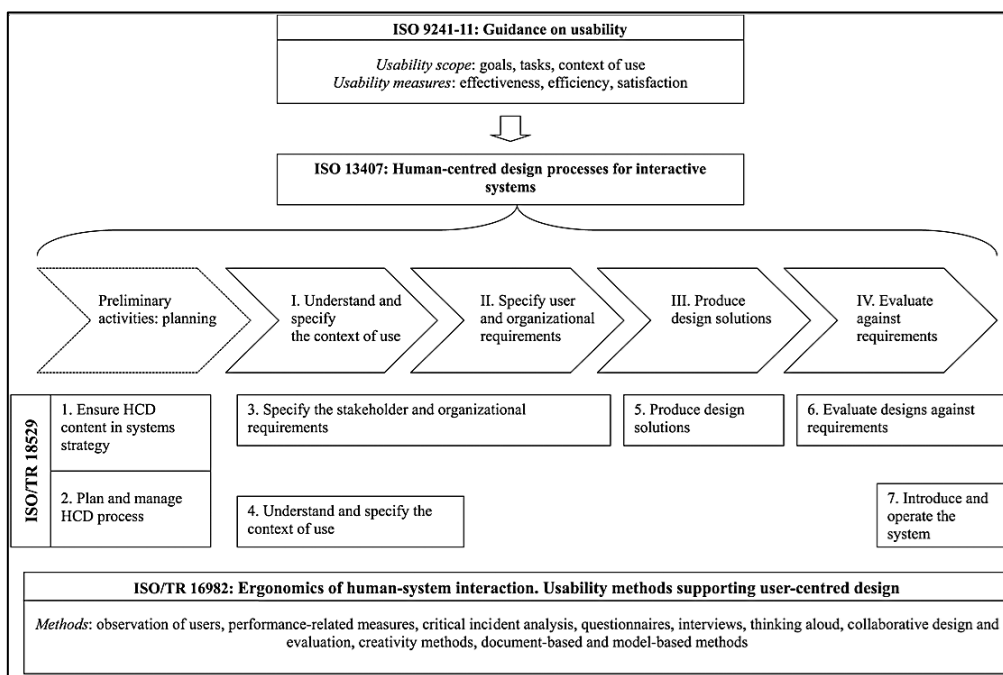 ISO 9241-11: Guidance on usability
Usability scope: goals, tasks, context of use
Usability measures: effectiveness, efficiency, satisfaction
ISO 13407: Human-centred design processes for interactive
systems
Preliminary
activities: planning
I. Understand and
specify
the context of use
II. Specify user
and organizational
requirements
III. Produce
design solutions
IV. Evaluate
against
requirements
ISO/TR 18529
1. Ensure HCD
content in systems
strategy
2. Plan and manage
HCD process
3. Specify the stakeholder and organizational
requirements
4. Understand and specify the
context of use
5. Produce design
solutions
6. Evaluate designs against
requirements
7. Introduce and
operate the
system
ISO/TR 16982: Ergonomics of human-system interaction. Usability methods supporting user-centred design
Methods: observation of users, performance-related measures, critical incident analysis, questionnaires, interviews, thinking aloud, collaborative design and
evaluation, creativity methods, document-based and model-based methods